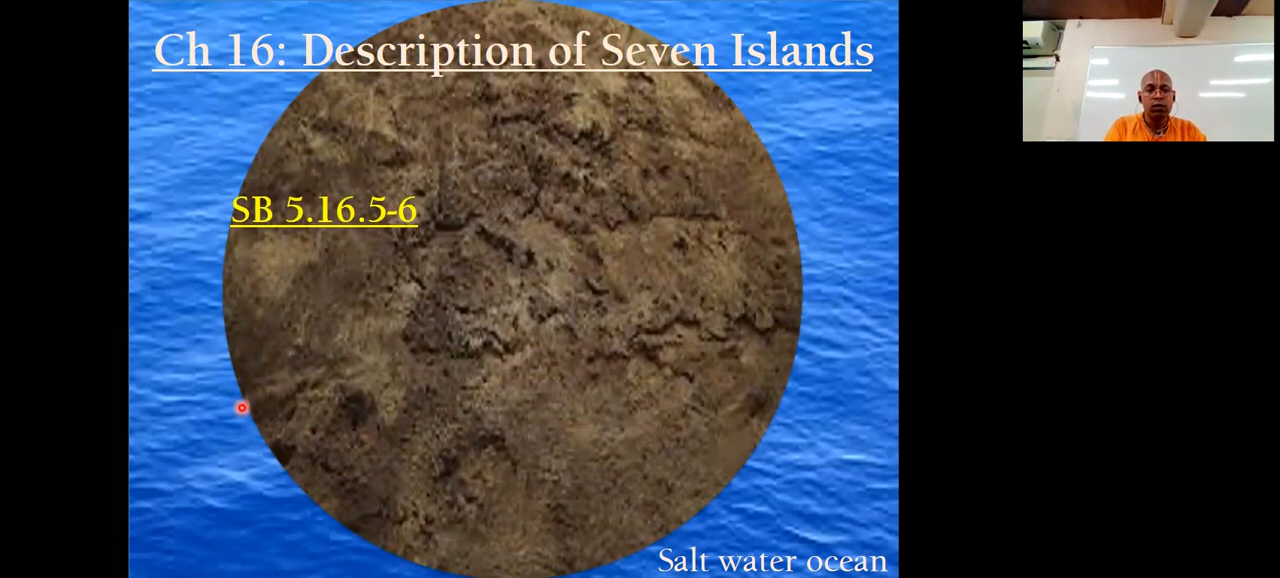 Ch 16: Description of Seven Islands
SB 5.16.5-6
Salt water ocean